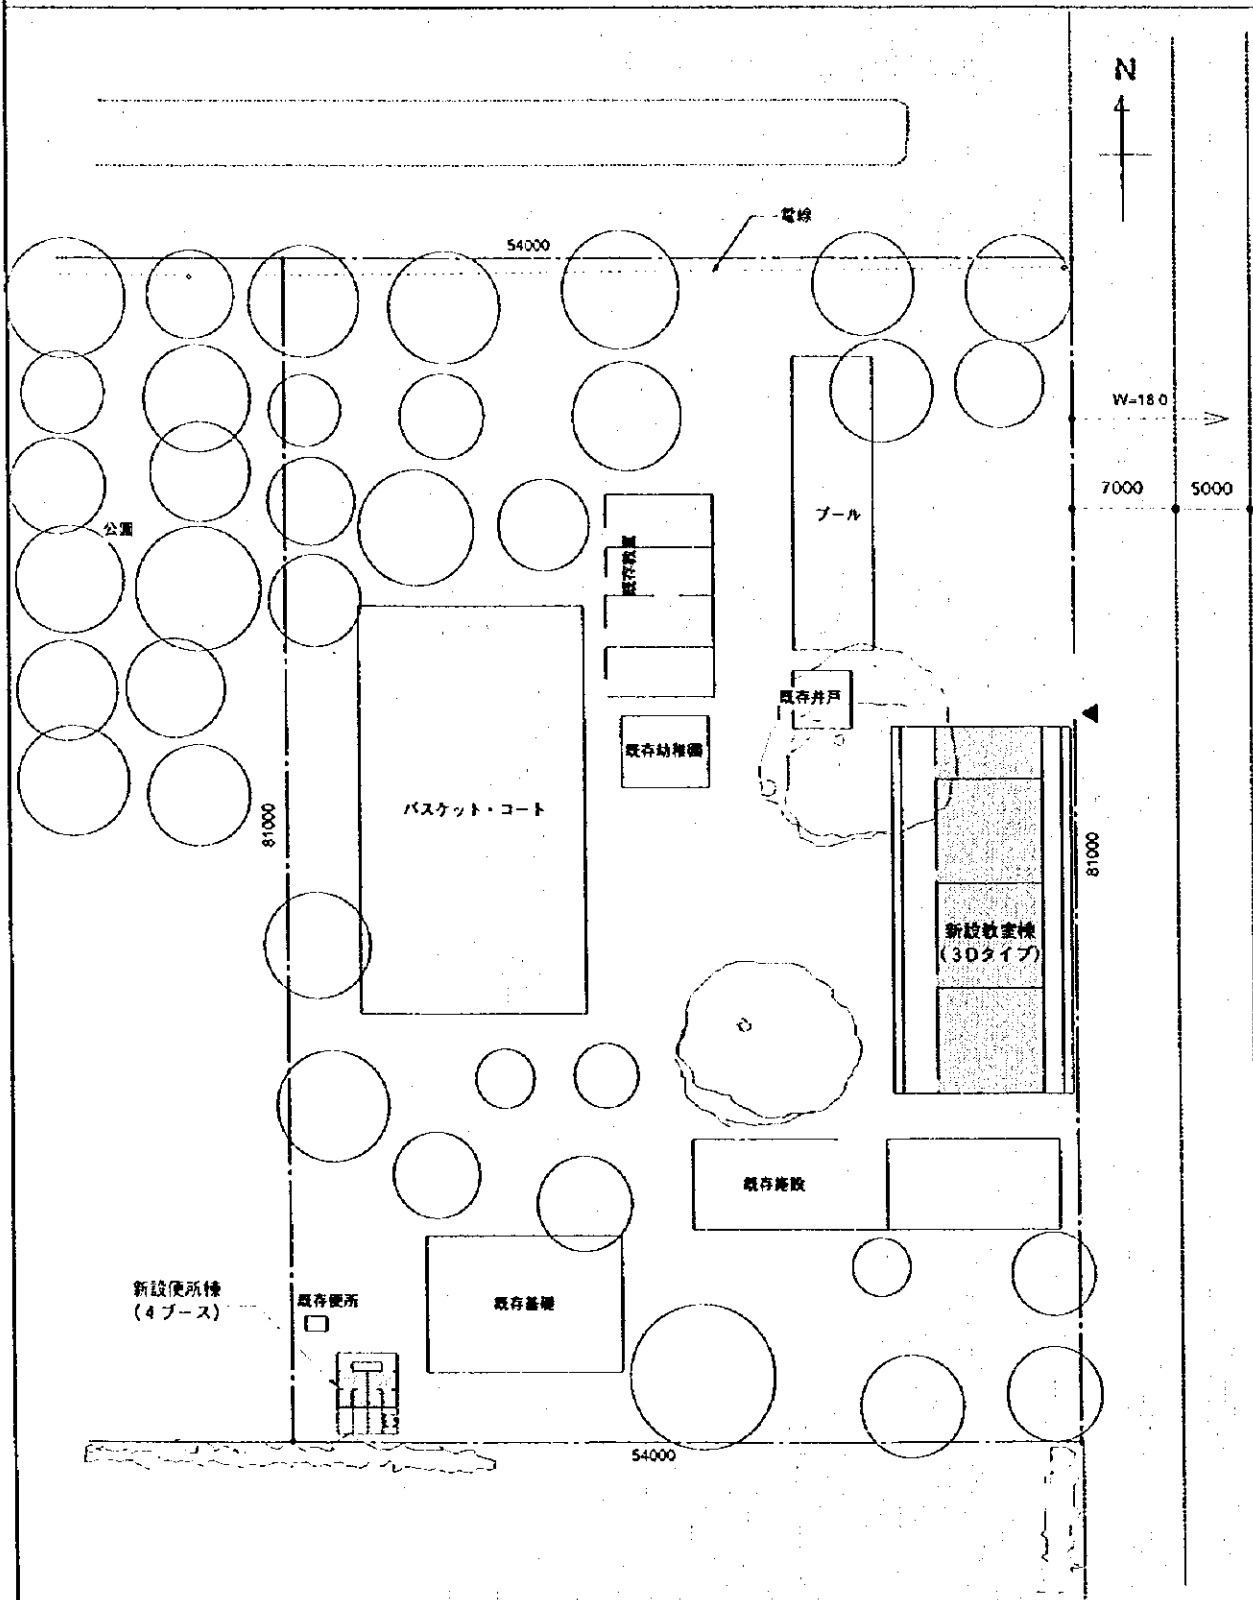 N
電線
54000
W=18.0
7000
5000
プール
公園
既存教室
既存井戸
既存幼稚園
バスケット・コート
81000
81000
新設教室棟
(3Dタイプ)
既存施設
新設便所棟
(4ブース)
既存便所
既存基礎
54000